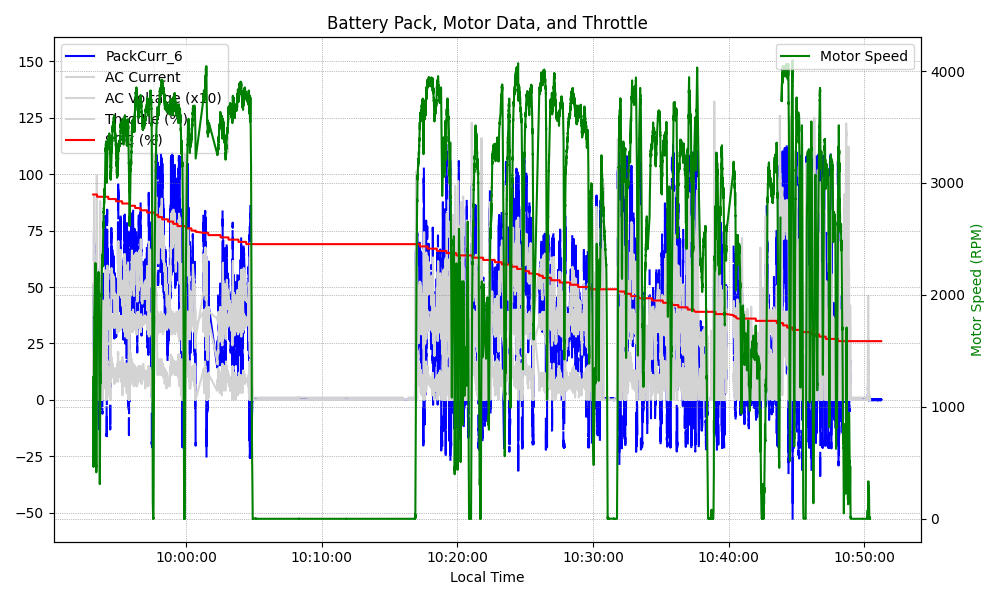 Battery Pack, Motor Data, and Throttle
PackCurr_6
AC Current
AC Voltage (x10)
Throttle (%)
SOC (%)
Motor Speed
150
125
100
75
50
25
0
−25
−50
4000
3000
2000
1000
0
Motor Speed (RPM)
10:00:00
10:10:00
10:20:00
10:30:00
10:40:00
10:50:00
Local Time